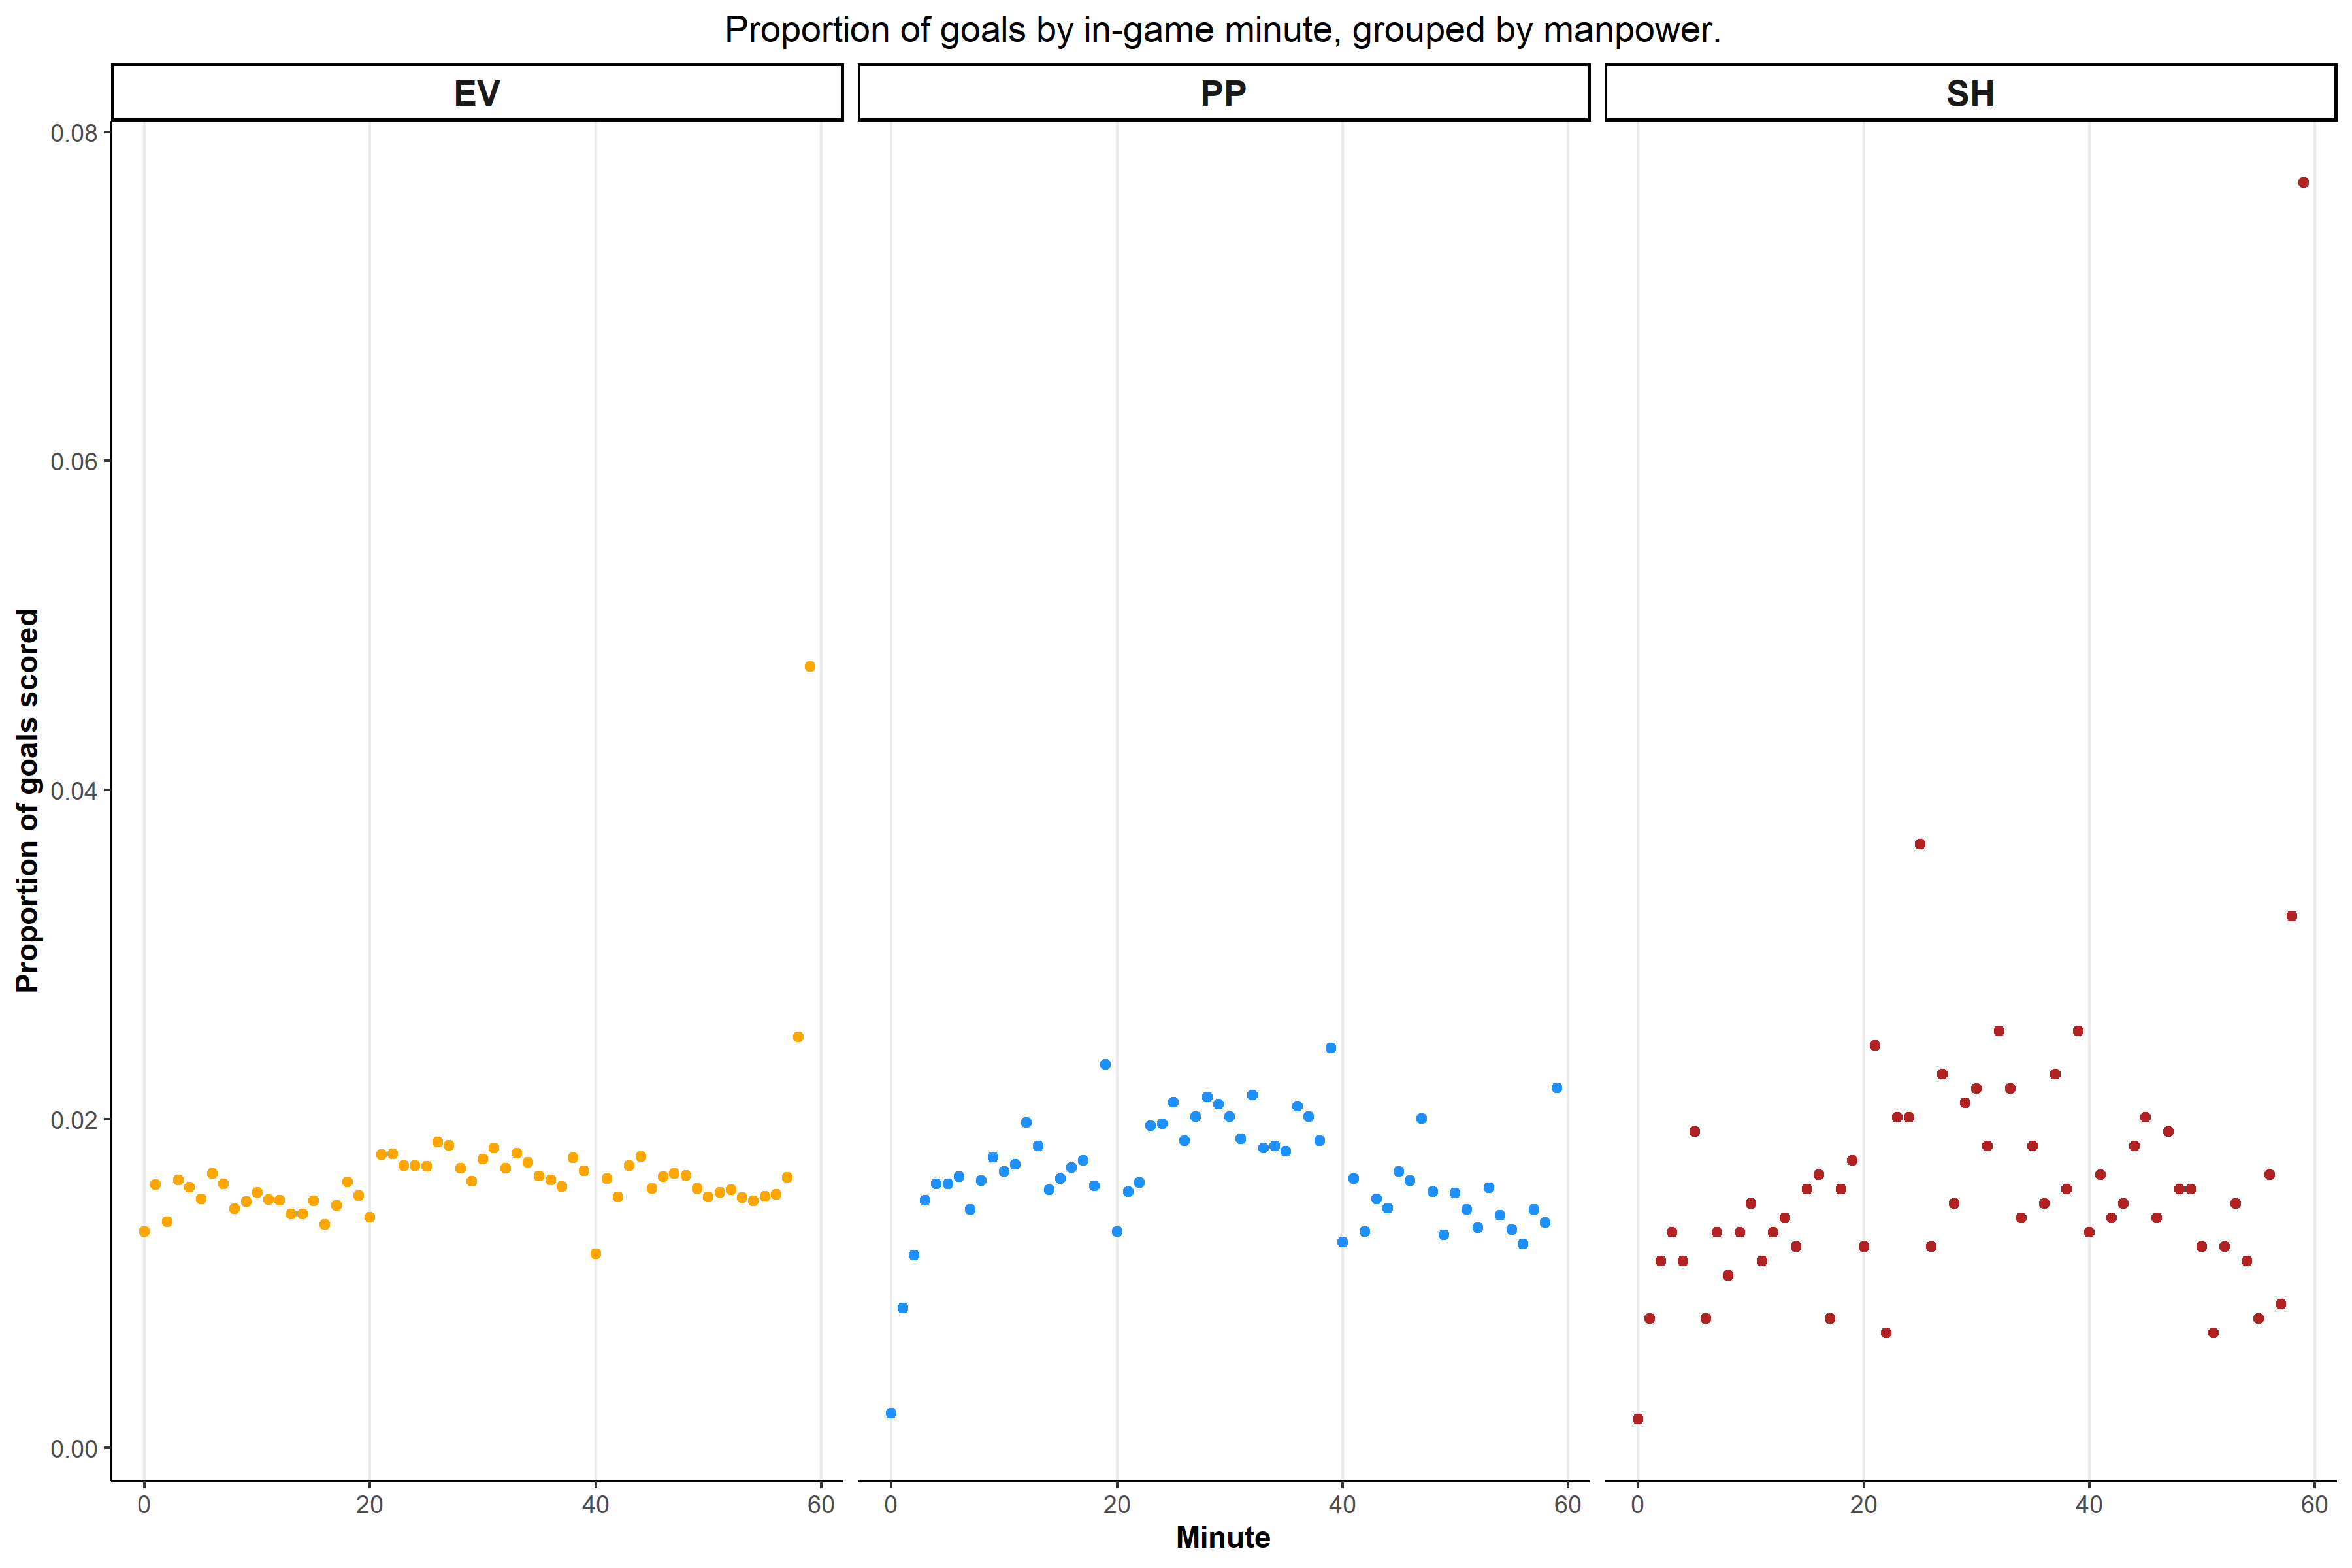 Proportion of goals by in-game minute, grouped by manpower.
EV PP SH
0.08
0.06
0.04
0.02
0.00
Proportion of goals scored
0 20 40 60 0 20 40 60 0 20 40 60
Minute